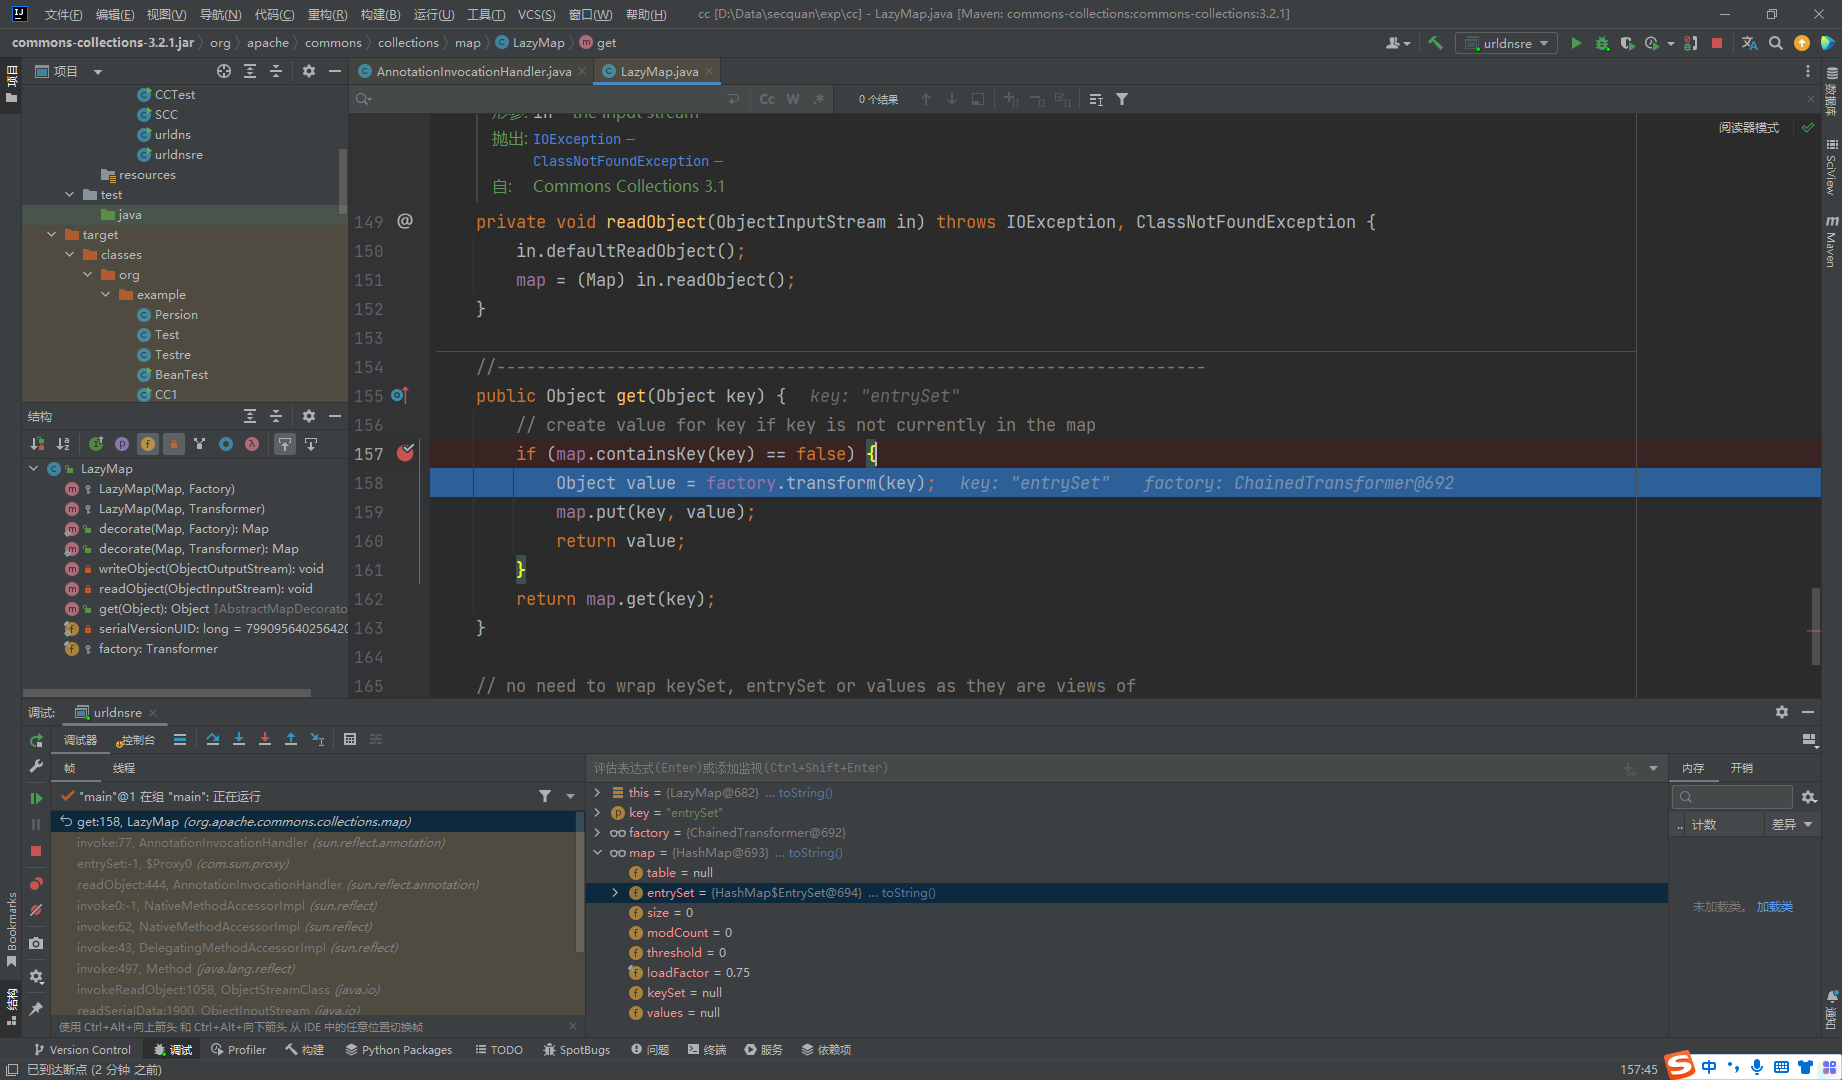 文件(F) 编辑(E) 视图(V) 导航(N) 代码(C) 重构(R) 构建(B) 运行(U) 工具(T) VCS(S) 窗口(W) 帮助(H) cc [D:\Data\secquan\exp\cc] - LazyMap.java [Maven: commons-collections:commons-collections:3.2.1]
commons-collections-3.2.1.jar org apache commons collections map LazyMap get
urldnsre
项目
项目
AnnotationInvocationHandler.java
LazyMap.java
Cc W .*
0 个结果
阅读器模式
数据库
SciView
Maven
通知
CCTest
SCC
urldns
urldnsre
resources
test
java
target
classes
org
example
Persion
Test
Testre
BeanTest
CC1
结构
LazyMap
LazyMap(Map, Factory)
LazyMap(Map, Transformer)
decorate(Map, Factory): Map
decorate(Map, Transformer): Map
writeObject(ObjectOutputStream): void
readObject(ObjectInputStream): void
get(Object): Object ↑AbstractMapDecorato
serialVersionUID: long = 799095640256420
factory: Transformer
形参: in – the input stream
抛出: IOException –
ClassNotFoundException –
自: Commons Collections 3.1
149 @ private void readObject(ObjectInputStream in) throws IOException, ClassNotFoundException {
150 in.defaultReadObject();
151 map = (Map) in.readObject();
152 }
153
154 //-----------------------------------------------------------------------
155 public Object get(Object key) { key: "entrySet"
156 // create value for key if key is not currently in the map
157 if (map.containsKey(key) == false) {
158 Object value = factory.transform(key); key: "entrySet" factory: ChainedTransformer@692
159 map.put(key, value);
160 return value;
161 }
162 return map.get(key);
163 }
164
165 // no need to wrap keySet, entrySet or values as they are views of
调试: urldnsre
调试器 控制台
帧 线程
"main"@1 在组 "main": 正在运行
get:158, LazyMap (org.apache.commons.collections.map)
invoke:77, AnnotationInvocationHandler (sun.reflect.annotation)
entrySet:-1, $Proxy0 (com.sun.proxy)
readObject:444, AnnotationInvocationHandler (sun.reflect.annotation)
invoke0:-1, NativeMethodAccessorImpl (sun.reflect)
invoke:62, NativeMethodAccessorImpl (sun.reflect)
invoke:43, DelegatingMethodAccessorImpl (sun.reflect)
invoke:497, Method (java.lang.reflect)
invokeReadObject:1058, ObjectStreamClass (java.io)
readSerialData:1900, ObjectInputStream (java.io)
使用 Ctrl+Alt+向上箭头 和 Ctrl+Alt+向下箭头 从 IDE 中的任意位置切换帧
评估表达式(Enter)或添加监视(Ctrl+Shift+Enter)
this = {LazyMap@682} ... toString()
key = "entrySet"
factory = {ChainedTransformer@692}
map = {HashMap@693} ... toString()
table = null
entrySet = {HashMap$EntrySet@694} ... toString()
size = 0
modCount = 0
threshold = 0
loadFactor = 0.75
keySet = null
values = null
内存 开销
.. 计数 差异
未加载类。 加载类
Bookmarks
结构
Version Control 调试 Profiler 构建 Python Packages TODO SpotBugs 问题 终端 服务 依赖项
已到达断点 (2 分钟 之前)
157:45
中